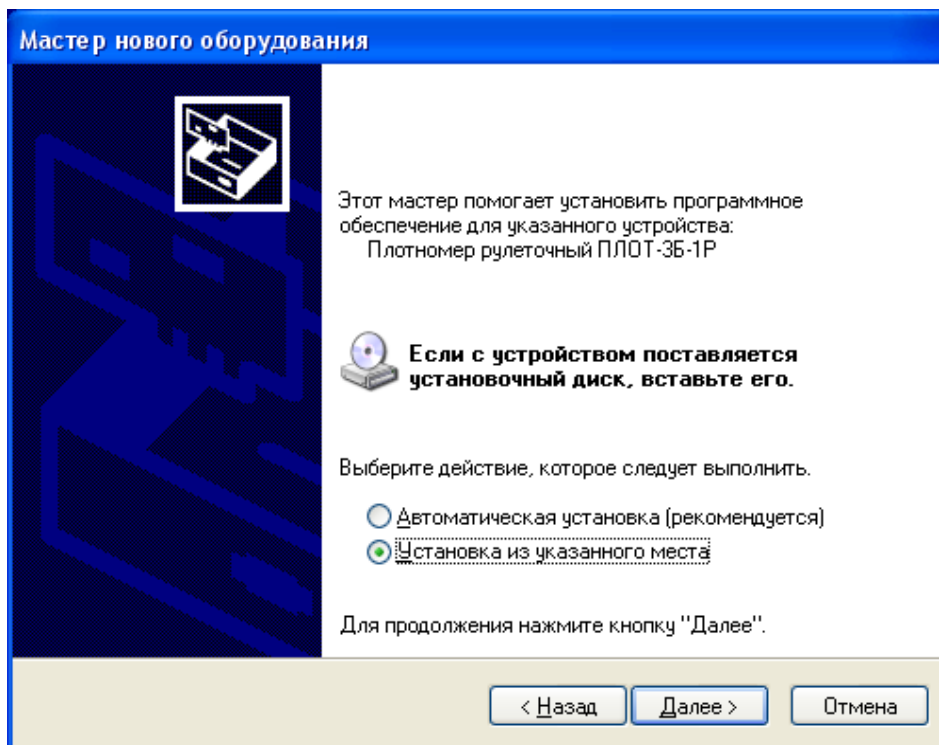 Мастер нового оборудования
Этот мастер помогает установить программное
обеспечение для указанного устройства:
Плотномер рулеточный ПЛОТ-3Б-1Р
Если с устройством поставляется
установочный диск, вставьте его.
Выберите действие, которое следует выполнить.
Автоматическая установка (рекомендуется)
Установка из указанного места
Для продолжения нажмите кнопку "Далее".
< Назад
Далее >
Отмена